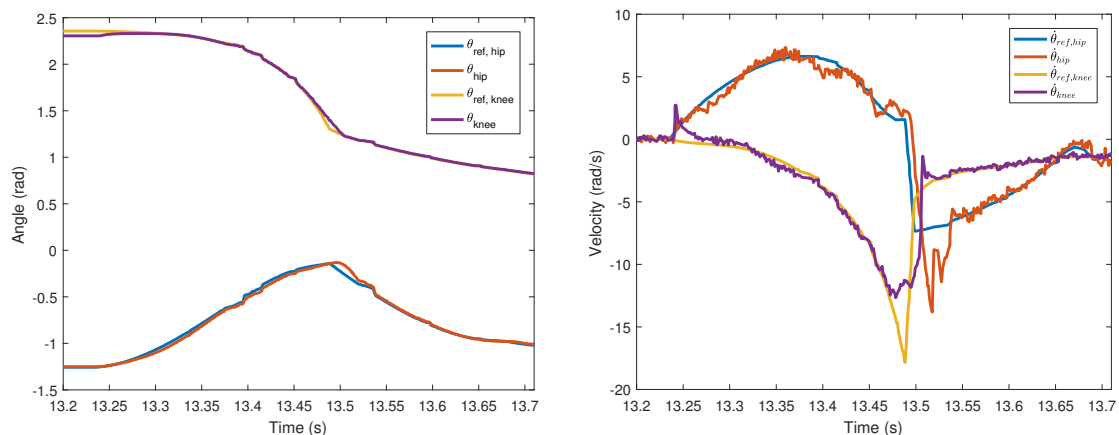 2.5
2
1.5
1
0.5
0
-0.5
-1
-1.5
13.2 13.25 13.3 13.35 13.4 13.45 13.5 13.55 13.6 13.65 13.7
Time (s)
Angle (rad)
θref, hip
θhip
θref, knee
θknee
10
5
0
-5
-10
-15
-20
13.2 13.25 13.3 13.35 13.4 13.45 13.5 13.55 13.6 13.65 13.7
Time (s)
Velocity (rad/s)
θ̇ref,hip
θ̇hip
θ̇ref,knee
θ̇knee